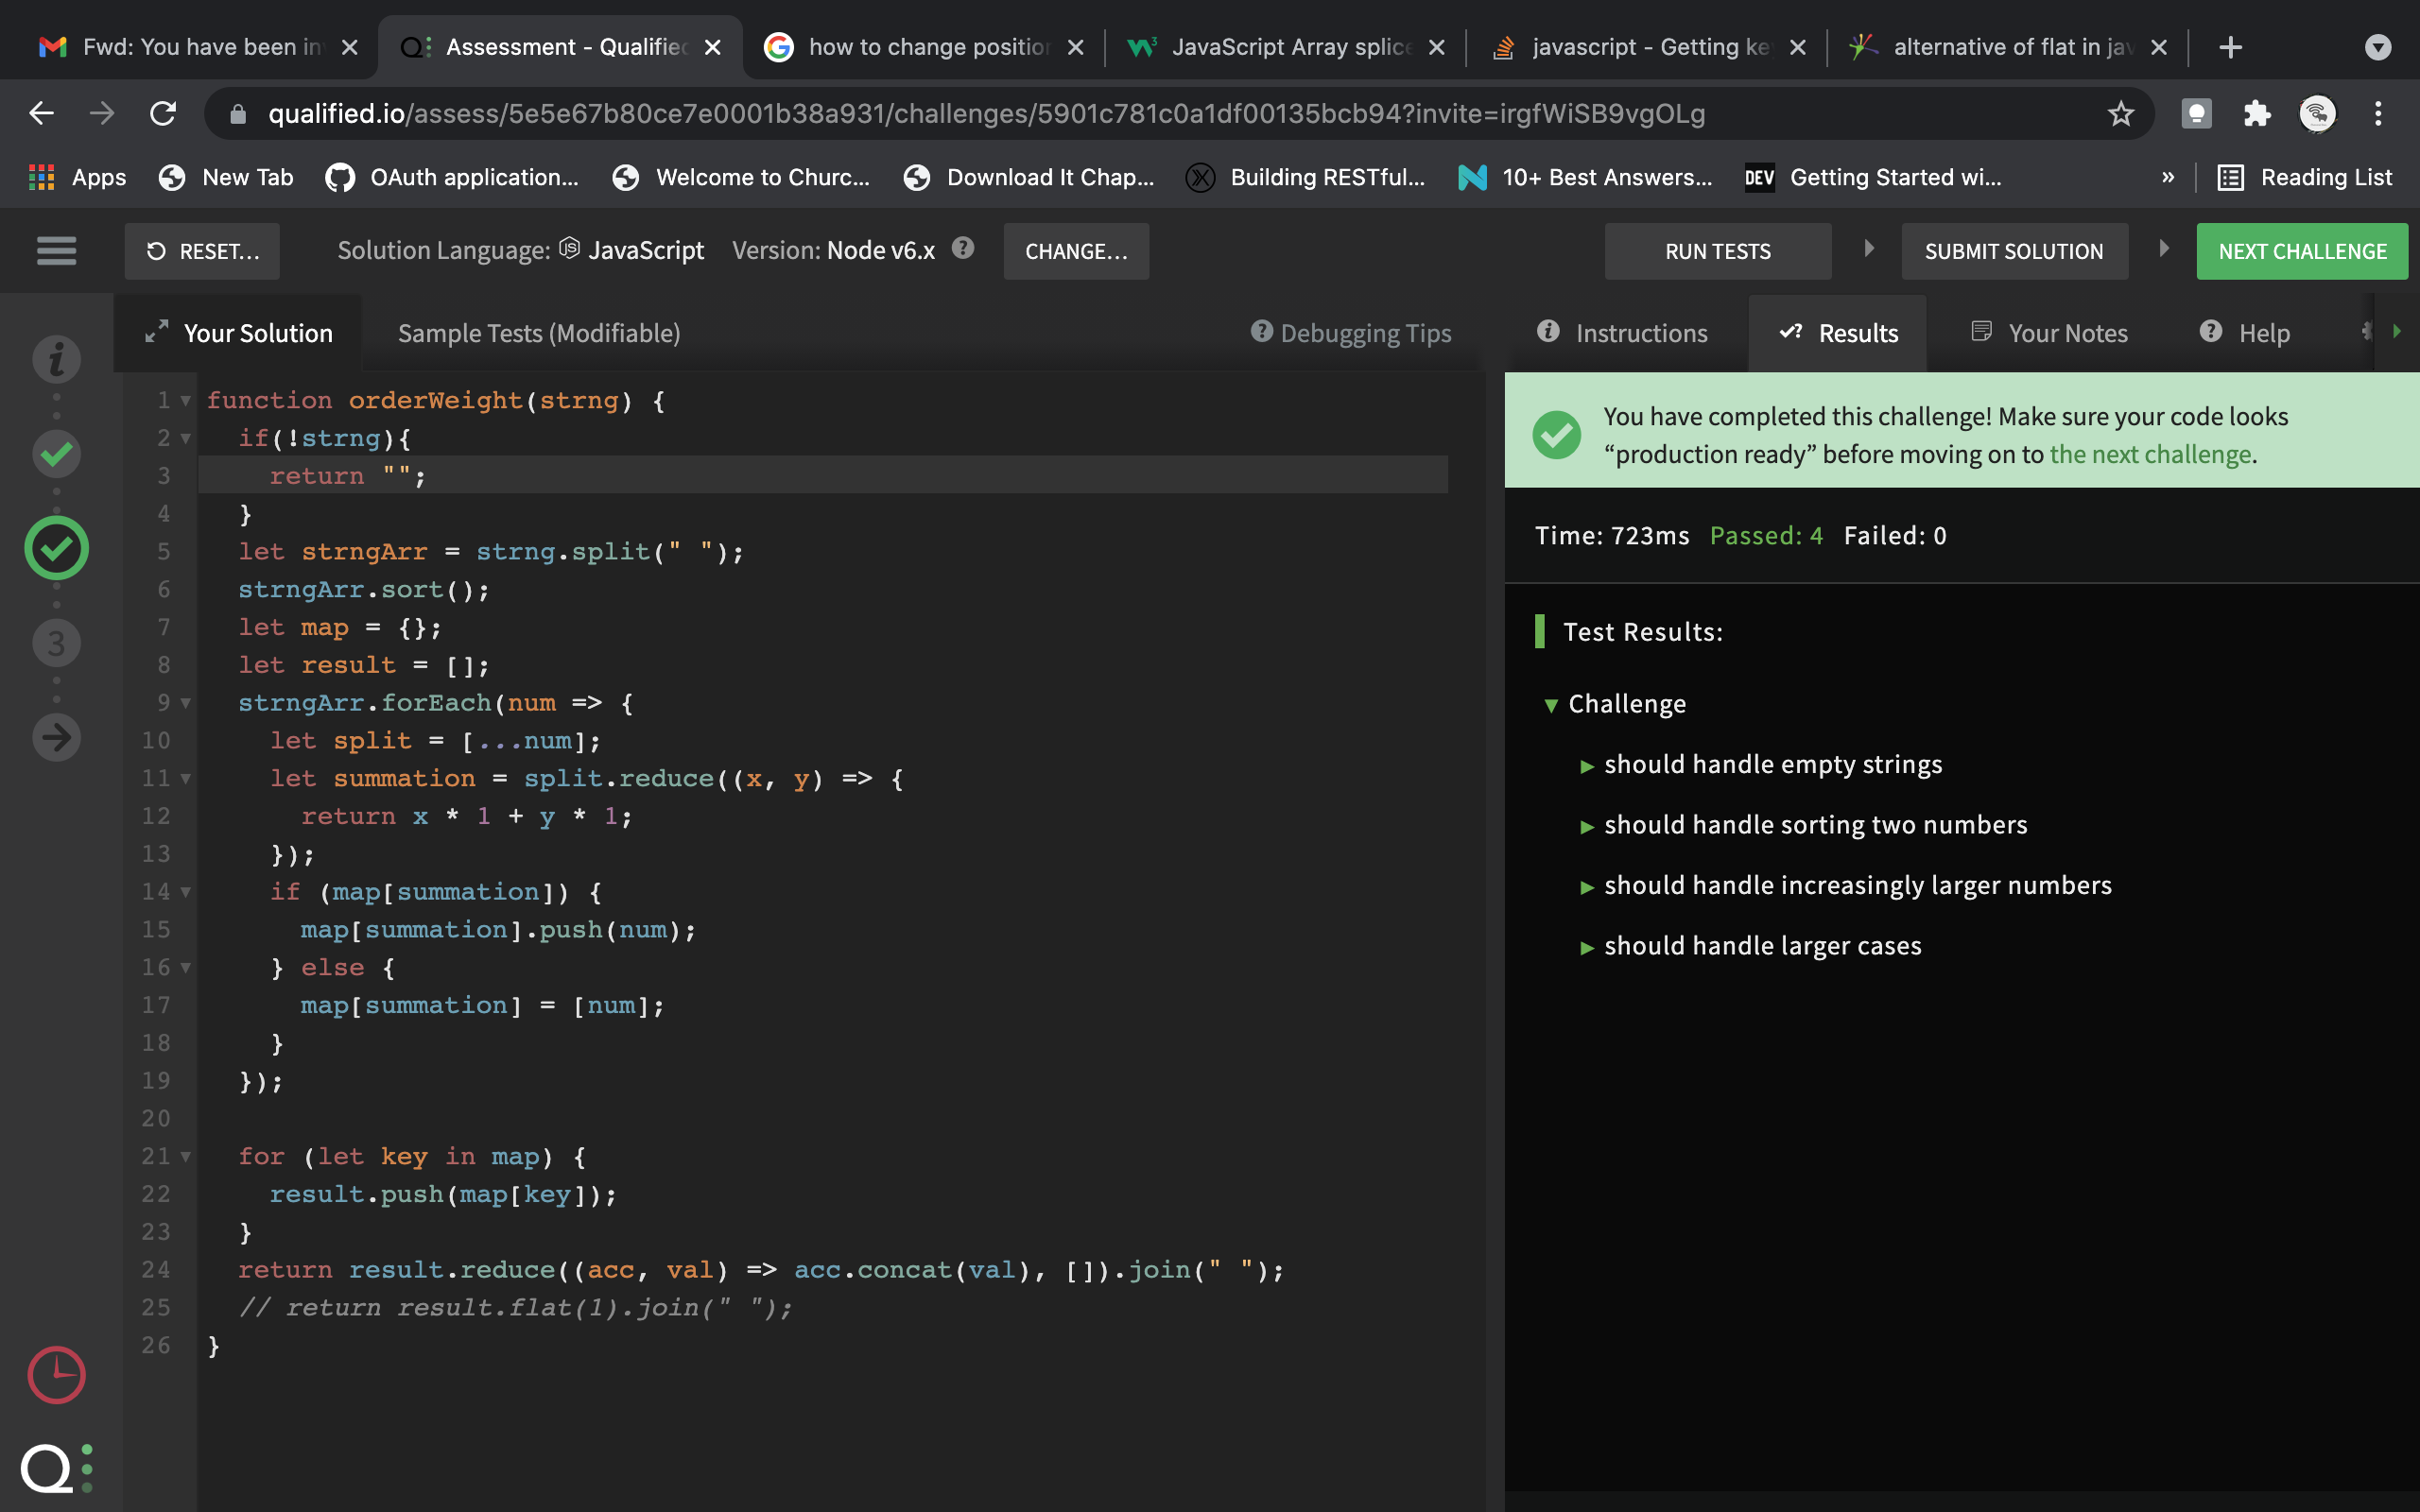 Fwd: You have been in
Assessment - Qualified
how to change position
JavaScript Array splice
javascript - Getting ke
alternative of flat in jav
qualified.io/assess/5e5e67b80ce7e0001b38a931/challenges/5901c781c0a1df00135bcb94?invite=irgfWiSB9vgOLg
Apps
New Tab
OAuth application...
Welcome to Churc...
Download It Chap...
Building RESTful...
10+ Best Answers...
DEV Getting Started wi...
»
Reading List
RESET...
Solution Language: JS JavaScript
Version: Node v6.x ?
CHANGE...
RUN TESTS
SUBMIT SOLUTION
NEXT CHALLENGE
Your Solution
Sample Tests (Modifiable)
? Debugging Tips
i Instructions
Results
Your Notes
? Help
i
3
1 function orderWeight(strng) {
2 if(!strng){
3 return "";
4 }
5 let strngArr = strng.split(" ");
6 strngArr.sort();
7 let map = {};
8 let result = [];
9 strngArr.forEach(num => {
10 let split = [...num];
11 let summation = split.reduce((x, y) => {
12 return x * 1 + y * 1;
13 });
14 if (map[summation]) {
15 map[summation].push(num);
16 } else {
17 map[summation] = [num];
18 }
19 });
20
21 for (let key in map) {
22 result.push(map[key]);
23 }
24 return result.reduce((acc, val) => acc.concat(val), []).join(" ");
25 // return result.flat(1).join(" ");
26 }
You have completed this challenge! Make sure your code looks
“production ready” before moving on to the next challenge.
Time: 723ms Passed: 4 Failed: 0
Test Results:
Challenge
should handle empty strings
should handle sorting two numbers
should handle increasingly larger numbers
should handle larger cases